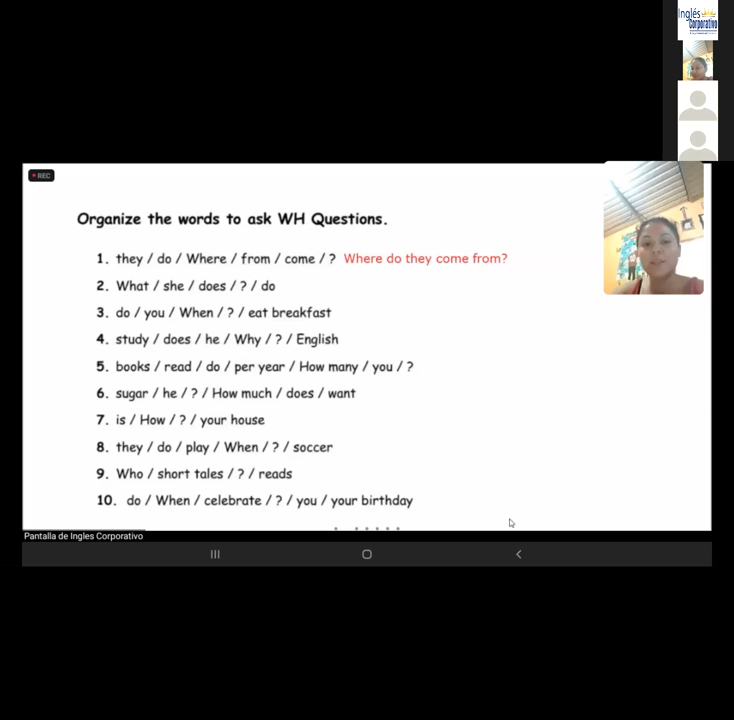 Inglés
Corporativo
REC
Organize the words to ask WH Questions.
1. they / do / Where / from / come / ? Where do they come from?
2. What / she / does / ? / do
3. do / you / When / ? / eat breakfast
4. study / does / he / Why / ? / English
5. books / read / do / per year / How many / you / ?
6. sugar / he / ? / How much / does / want
7. is / How / ? / your house
8. they / do / play / When / ? / soccer
9. Who / short tales / ? / reads
10. do / When / celebrate / ? / you / your birthday
Pantalla de Ingles Corporativo